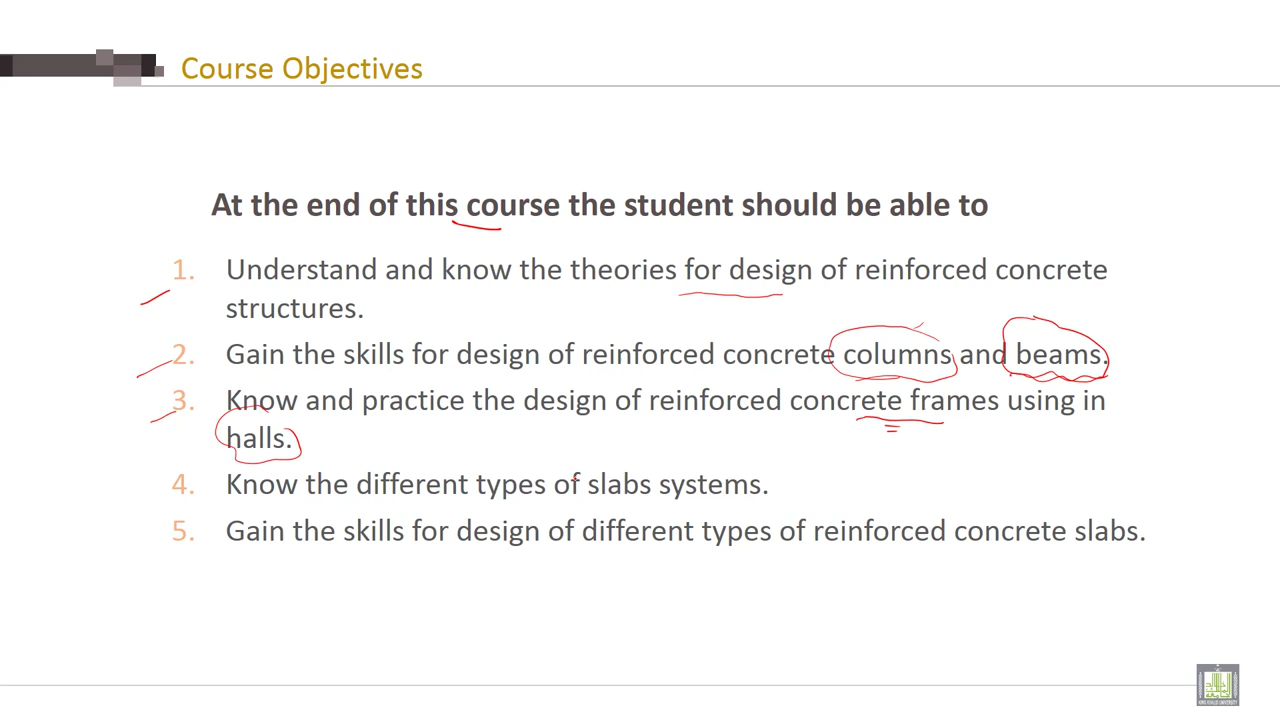 Course Objectives
At the end of this course the student should be able to
1. Understand and know the theories for design of reinforced concrete
structures.
2. Gain the skills for design of reinforced concrete columns and beams.
3. Know and practice the design of reinforced concrete frames using in
halls.
4. Know the different types of slabs systems.
5. Gain the skills for design of different types of reinforced concrete slabs.
KING KHALID UNIVERSITY